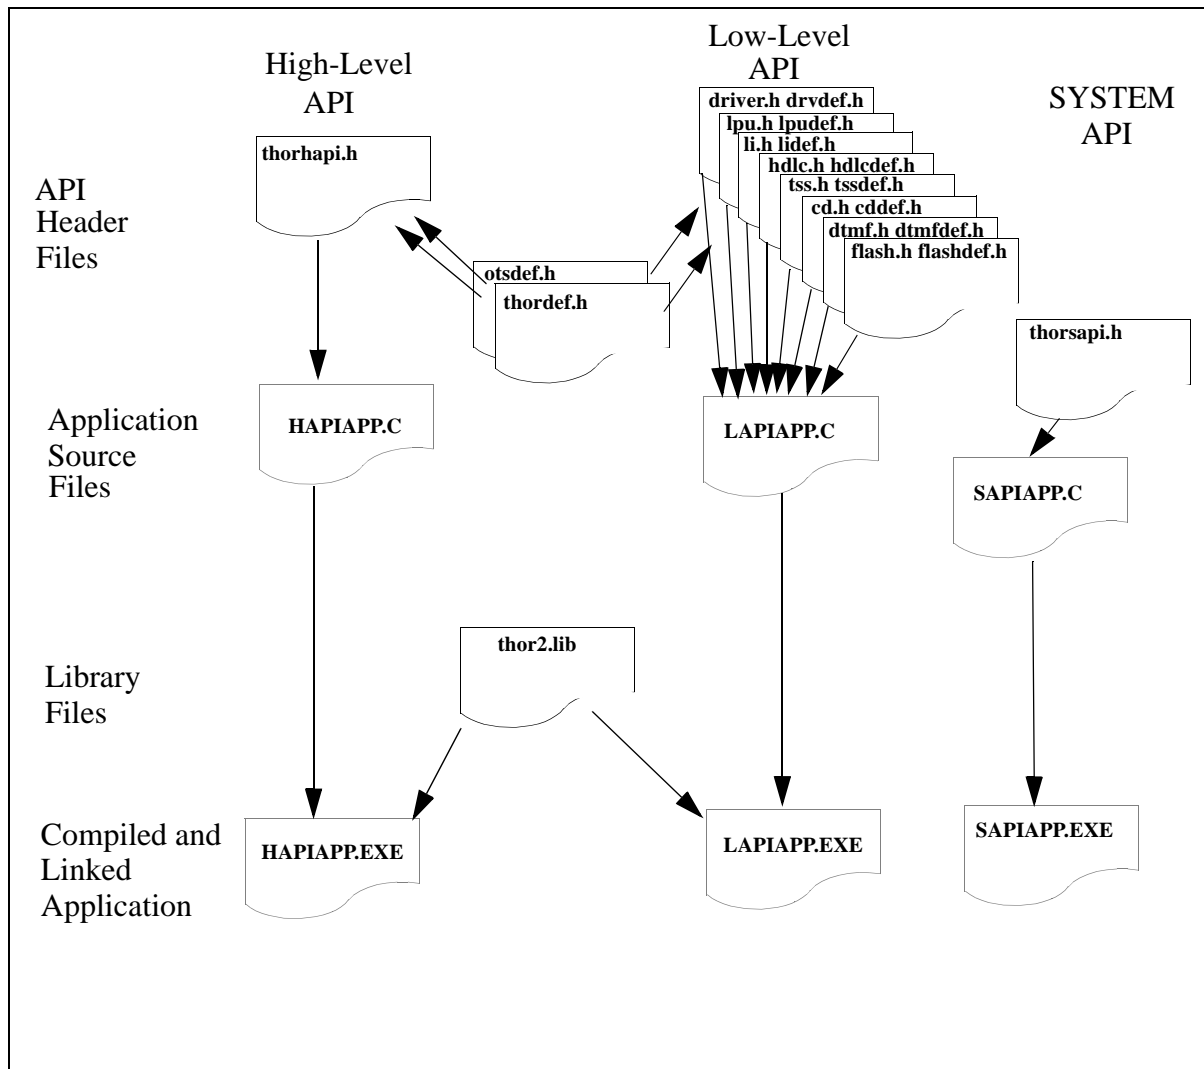 High-Level
API
Low-Level
API
SYSTEM
API
API
Header
Files
thorhapi.h
otsdef.h
thordef.h
driver.h drvdef.h
lpu.h lpudef.h
li.h lidef.h
hdlc.h hdlcdef.h
tss.h tssdef.h
cd.h cddef.h
dtmf.h dtmfdef.h
flash.h flashdef.h
thorsapi.h
Application
Source
Files
HAPIAPP.C
LAPIAPP.C
SAPIAPP.C
Library
Files
thor2.lib
Compiled and
Linked
Application
HAPIAPP.EXE
LAPIAPP.EXE
SAPIAPP.EXE